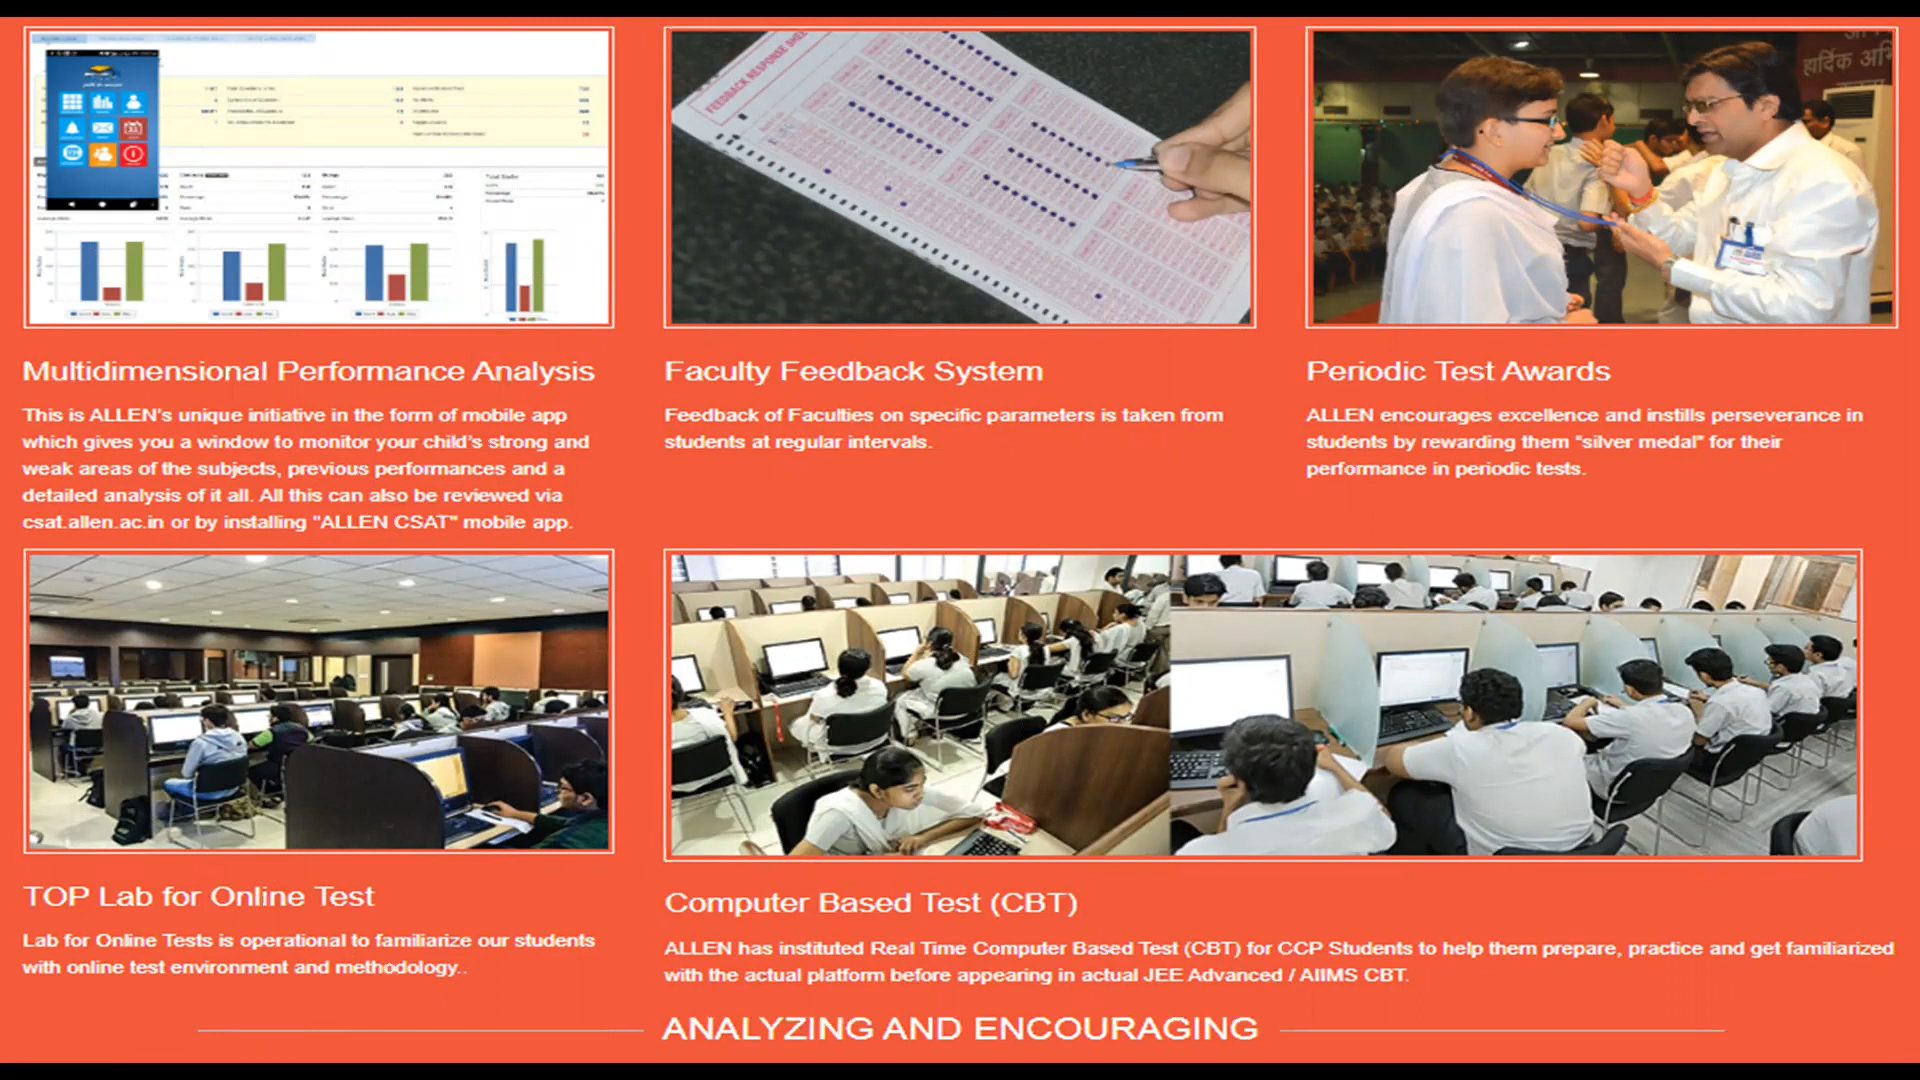 FEEDBACK RESPONSE SHEE
हार्दिक अभि
Multidimensional Performance Analysis
This is ALLEN's unique initiative in the form of mobile app
which gives you a window to monitor your child's strong and
weak areas of the subjects, previous performances and a
detailed analysis of it all. All this can also be reviewed via
csat.allen.ac.in or by installing "ALLEN CSAT" mobile app.
Faculty Feedback System
Feedback of Faculties on specific parameters is taken from
students at regular intervals.
Periodic Test Awards
ALLEN encourages excellence and instills perseverance in
students by rewarding them "silver medal" for their
performance in periodic tests.
TOP Lab for Online Test
Lab for Online Tests is operational to familiarize our students
with online test environment and methodology..
Computer Based Test (CBT)
ALLEN has instituted Real Time Computer Based Test (CBT) for CCP Students to help them prepare, practice and get familiarized
with the actual platform before appearing in actual JEE Advanced / AIIMS CBT.
ANALYZING AND ENCOURAGING